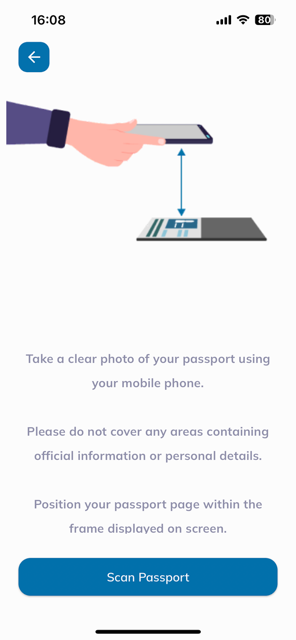 16:08
80
Take a clear photo of your passport using
your mobile phone.
Please do not cover any areas containing
official information or personal details.
Position your passport page within the
frame displayed on screen.
Scan Passport